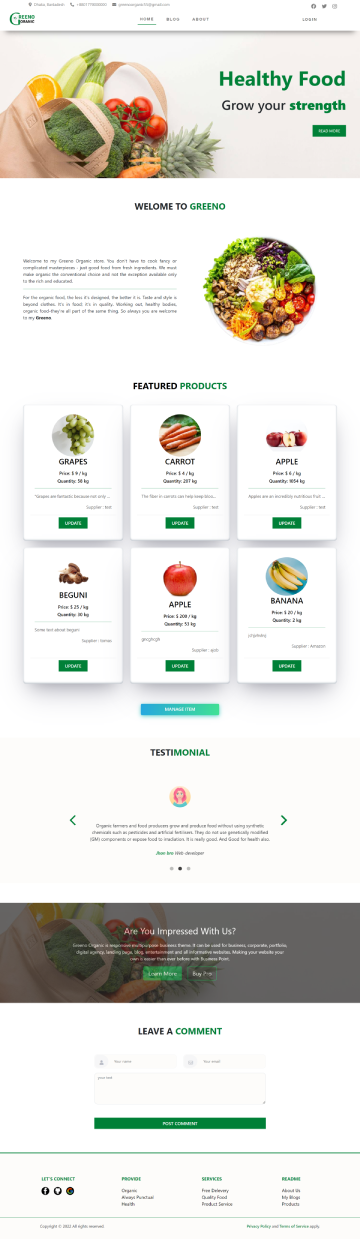 Dhaka, Bangladesh
greenoorganic10@gmail.com
GREENO
ORGANIC
HOME
BLOG
ABOUT
LOGIN
Healthy Food
Grow your strength
READ MORE
WELOME TO GREENO
Welcome to my Greeno Organic store. You don't have to cook fancy or
complicated masterpieces - just good food from fresh ingredients. We must
make organic the conventional choice and not the exception available only
to the rich and educated.
For the organic food, the less it's designed, the better it is. Taste and style is
beyond clothes. It's in food; it's in quality. Working out, healthy bodies,
organic food-they're all part of the same thing. So always you are welcome
to my Greeno.
FEATURED PRODUCTS
GRAPES
Price: $ 9 / kg
Quantity: 58 kg
"Grapes are fantastic because not only ...
Supplier : test
UPDATE
CARROT
Price: $ 4 / kg
Quantity: 207 kg
The fiber in carrots can help keep bloo...
Supplier : test
UPDATE
APPLE
Price: $ 6 / kg
Quantity: 1054 kg
Apples are an incredibly nutritious fruit ...
Supplier : test
UPDATE
BEGUNI
Price: $ 25 / kg
Quantity: 30 kg
Some text about beguni
UPDATE
APPLE
Price: $ 200 / kg
Quantity: 53 kg
UPDATE
BANANA
Price: $ 20 / kg
Quantity: 2 kg
Supplier : Amazon
UPDATE
MANAGE ITEM
TESTIMONIAL
Organic farmers and food producers grow and produce food without using synthetic
chemicals such as pesticides and artificial fertilisers. They do not use genetically modified
(GM) components or expose food to irradiation. It is really good. And Good for health also.
Jhon bro Web developer
Are You Impressed With Us?
Greeno Organic is responsive multipurpose business theme. It can be used for business, corporate, portfolio,
digital agency, landing page, blog, entertainment and all informative websites. Making your website your
own is easier than ever before with Business Point.
Learn More
Buy Pro
LEAVE A COMMENT
Your name
Your email
your text
POST COMMENT
LET'S CONNECT
PROVIDE
Organic
Always Punctual
Health
SERVICES
Free Delevery
Quality Food
Product Service
README
About Us
My Blogs
Products
Copyright © 2022 All rights reserved
Privacy Policy and Terms of Service apply.